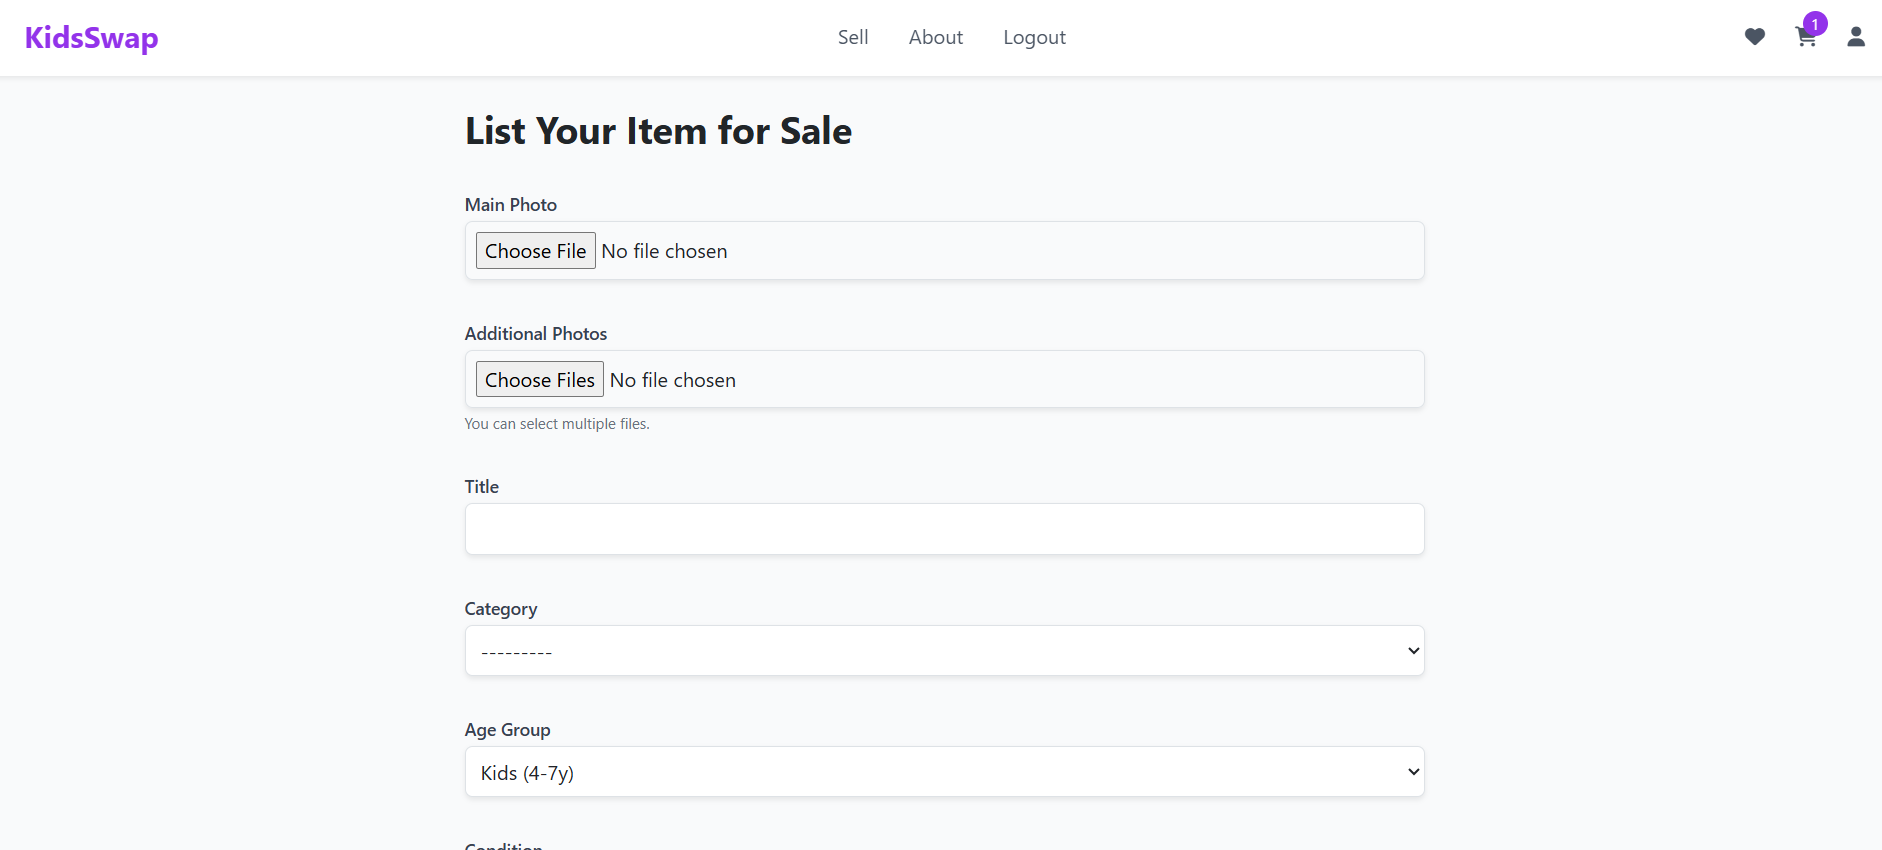 KidsSwap
Sell About Logout
1
List Your Item for Sale
Main Photo
Choose File No file chosen
Additional Photos
Choose Files No file chosen
You can select multiple files.
Title
Category
---------
Age Group
Kids (4-7y)
Condition